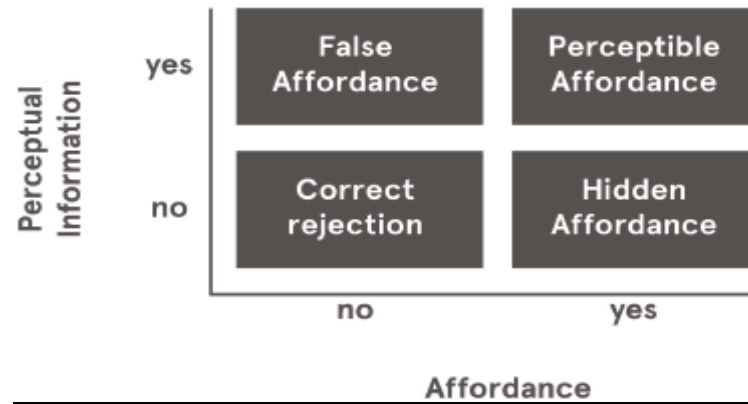 Perceptual
Information
yes
False
Affordance
Perceptible
Affordance
no
Correct
rejection
Hidden
Affordance
no
yes
Affordance